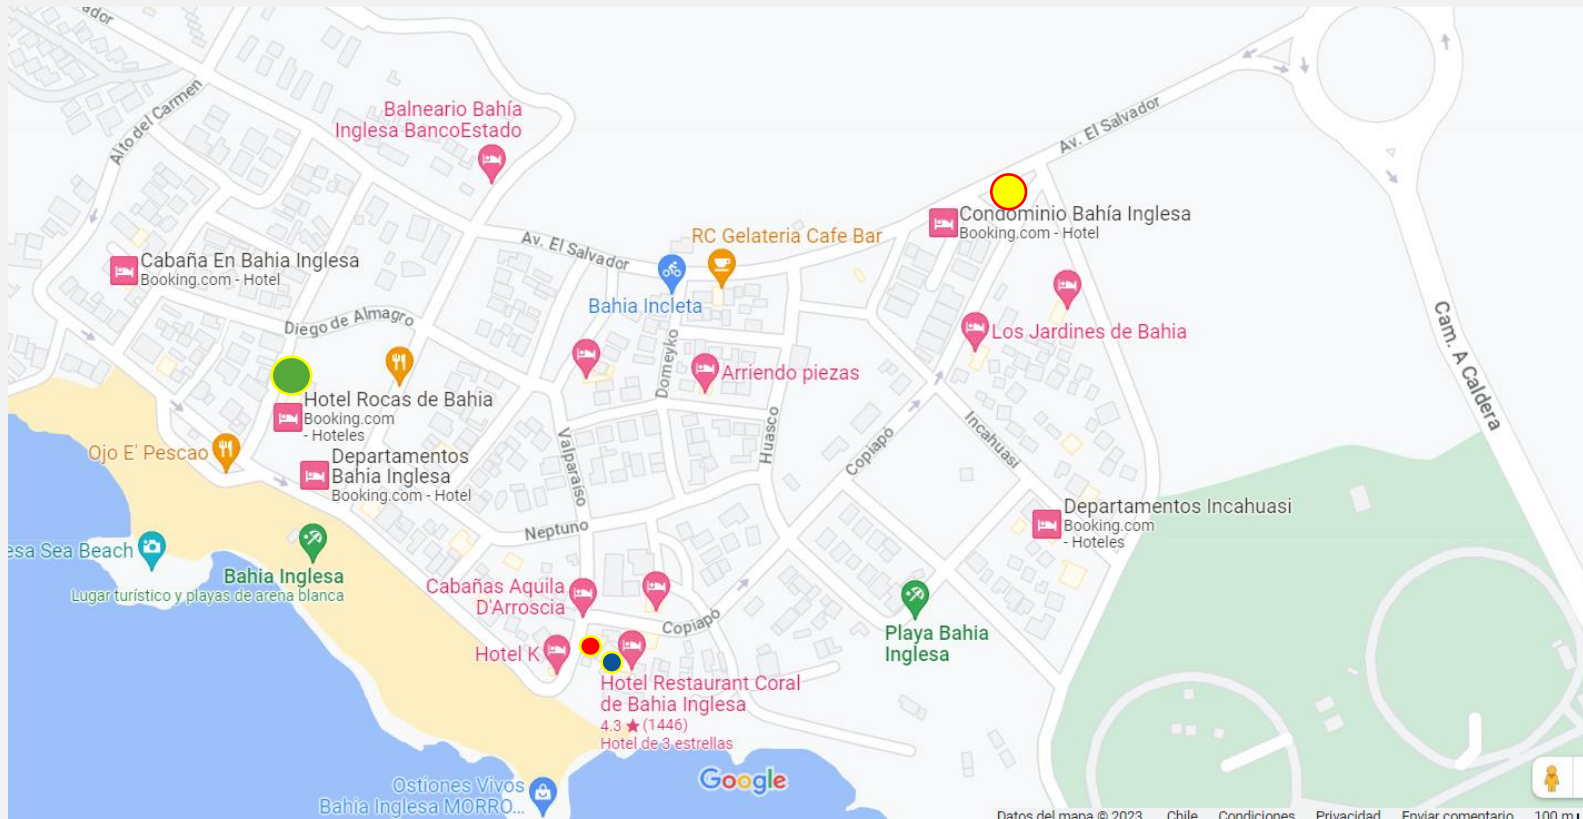 vador
Alto del Carmen
Balneario Bahía
Inglesa BancoEstado
Av. El Salvador
Condominio Bahía Inglesa
Booking.com - Hotel
Av. El Salvador
RC Gelateria Cafe Bar
Cabaña En Bahia Inglesa
Booking.com - Hotel
Bahia Incleta
Diego de Almagro
Los Jardines de Bahia
Cam. A Caldera
Domeyko
Arriendo piezas
Hotel Rocas de Bahia
Booking.com
- Hoteles
Huasco
Copiapó
Incahuasi
Ojo E' Pescao
Departamentos
Bahia Inglesa
Booking.com - Hotel
Valparaíso
Neptuno
Departamentos Incahuasi
Booking.com
- Hoteles
esa Sea Beach
Bahia Inglesa
Lugar turístico y playas de arena blanca
Cabañas Aquila
D'Arroscia
Copiapó
Playa Bahia
Inglesa
Hotel K
Hotel Restaurant Coral
de Bahia Inglesa
4.3 ★ (1446)
Hotel de 3 estrellas
Google
Ostiones Vivos
Bahia Inglesa MORRO...
Datos del mapa © 2023 Chile Condiciones Privacidad Enviar comentario 100 m